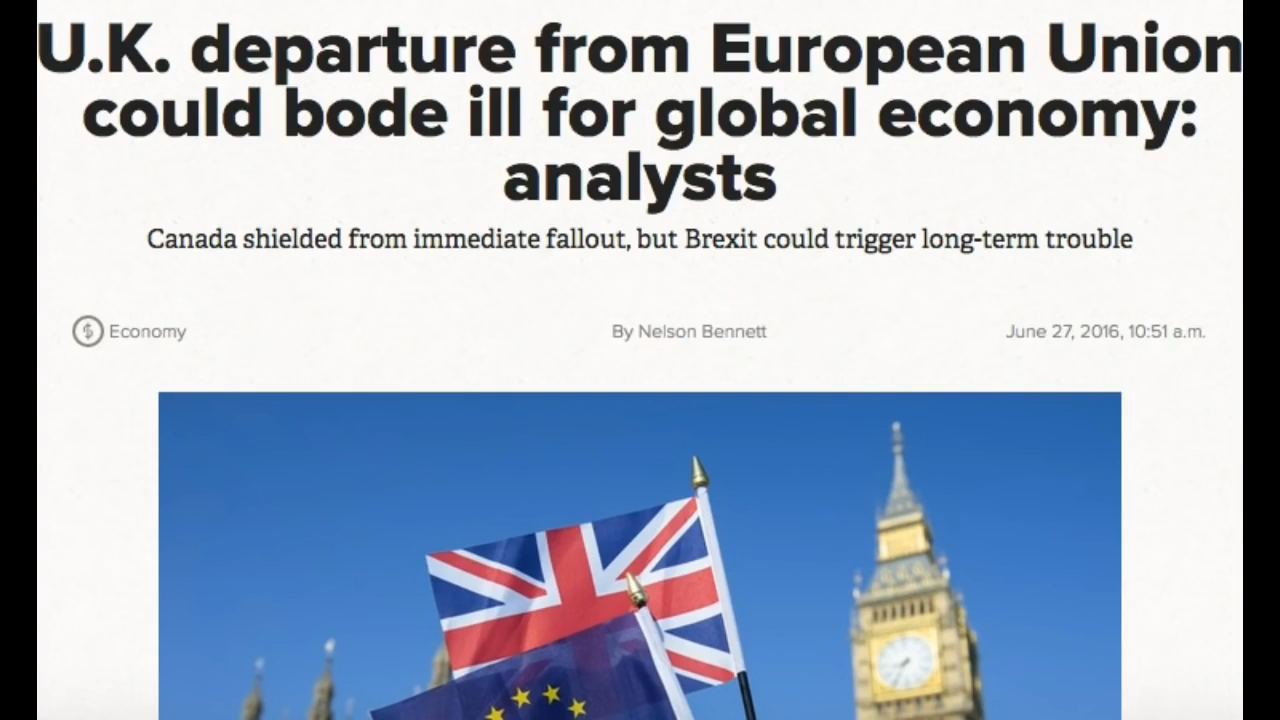 U.K. departure from European Union
could bode ill for global economy:
analysts
Canada shielded from immediate fallout, but Brexit could trigger long-term trouble
Economy
By Nelson Bennett
June 27, 2016, 10:51 a.m.